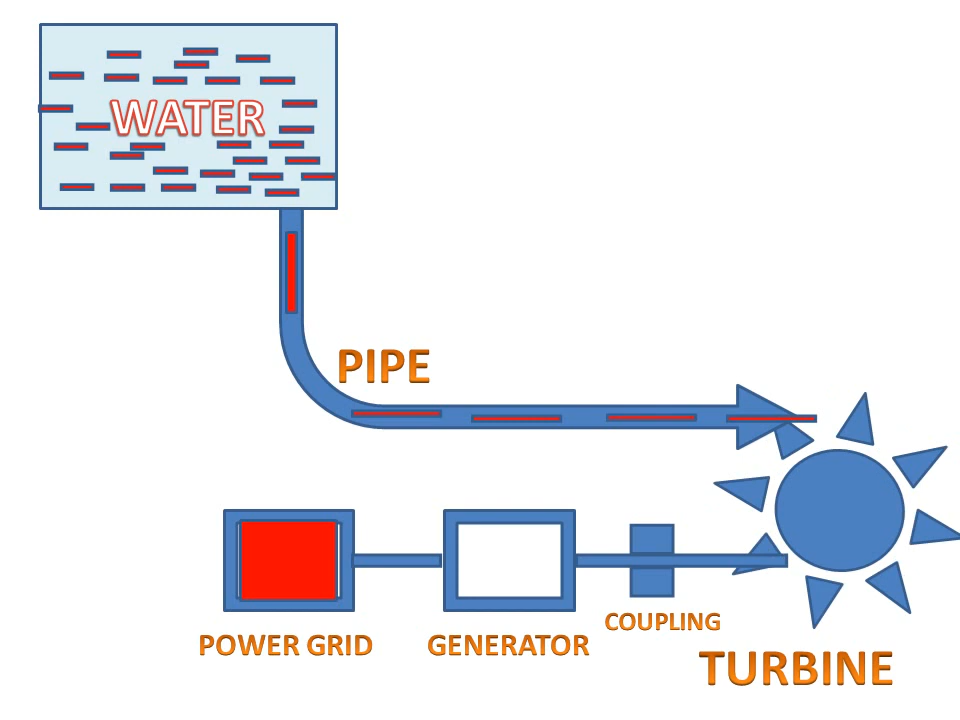 WATER
PIPE
COUPLING
POWER GRID
GENERATOR
TURBINE